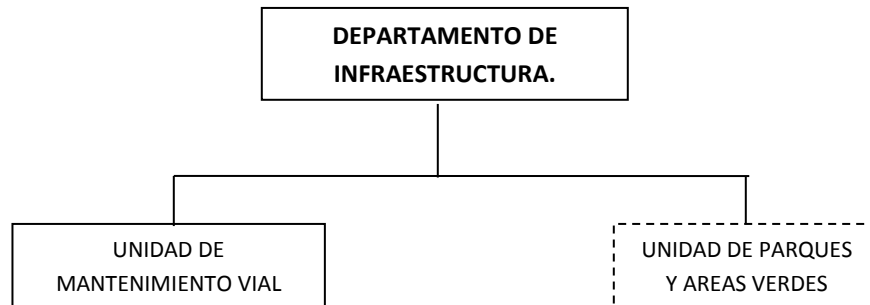 DEPARTAMENTO DE
INFRAESTRUCTURA.
UNIDAD DE
MANTENIMIENTO VIAL
UNIDAD DE PARQUES
Y AREAS VERDES